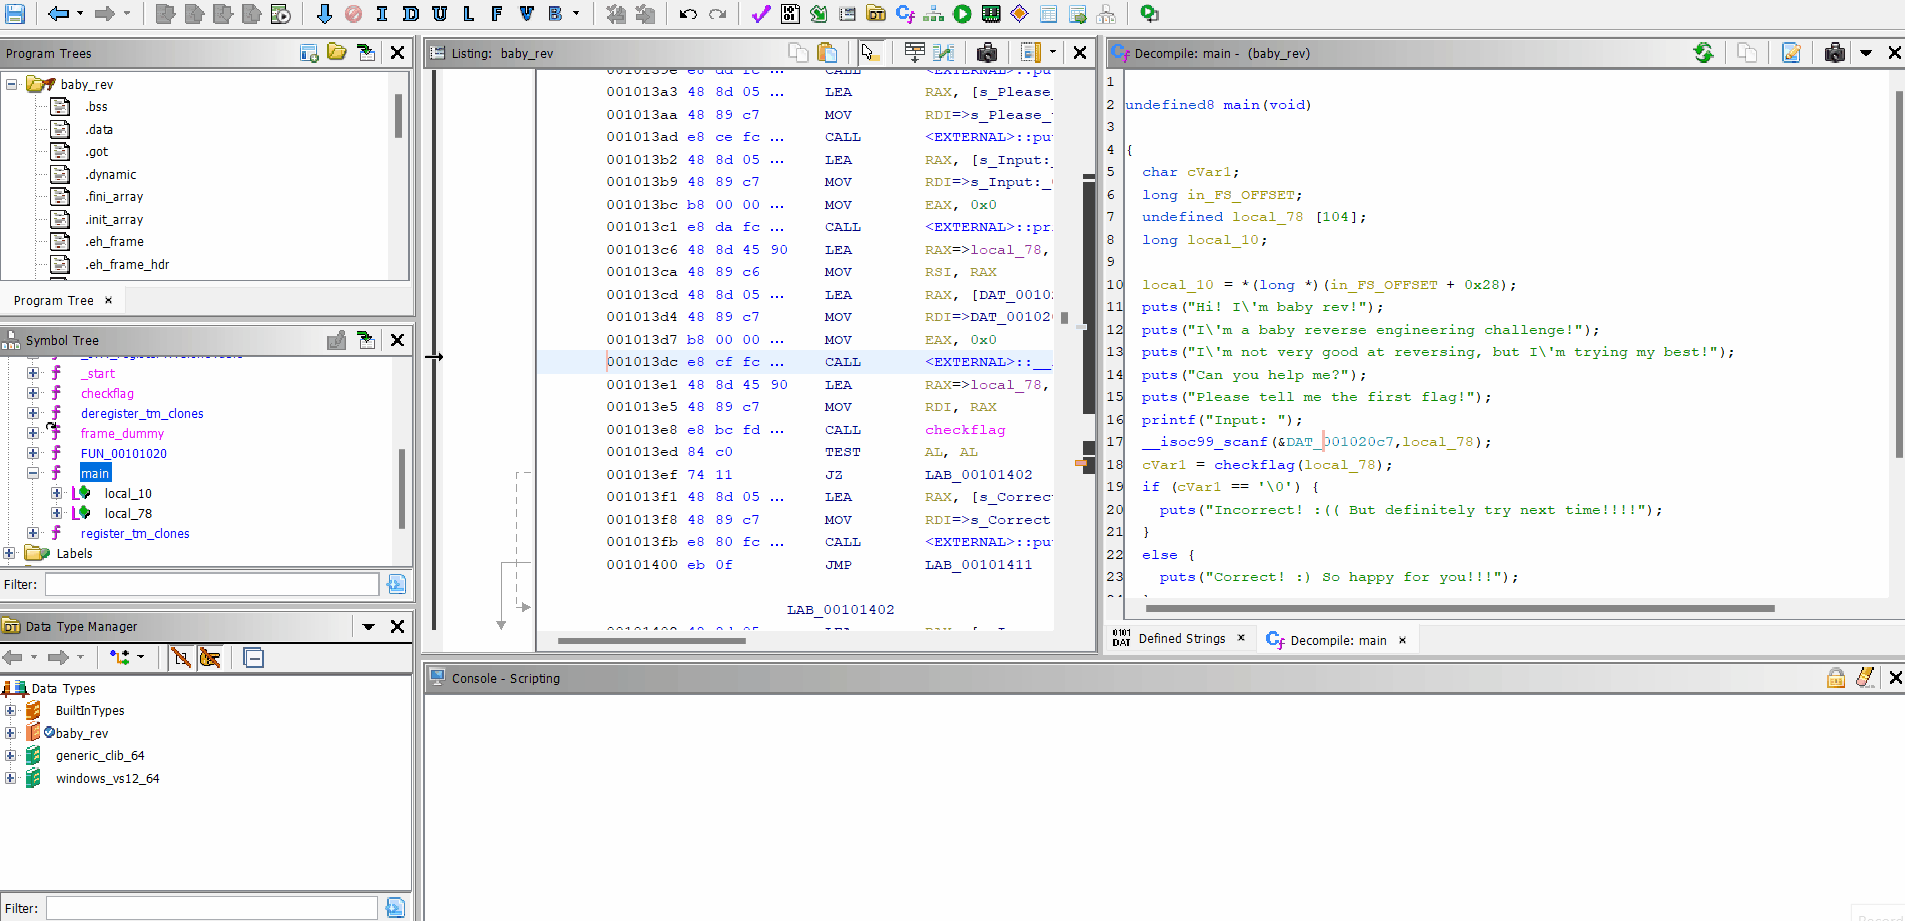 I D U L F V B
Program Trees
baby_rev
.bss
.data
.got
.dynamic
.fini_array
.init_array
.eh_frame
.eh_frame_hdr
Program Tree ×
Symbol Tree
_start
checkflag
deregister_tm_clones
frame_dummy
FUN_00101020
main
local_10
local_78
register_tm_clones
Labels
Filter:
Data Type Manager
Data Types
BuiltInTypes
baby_rev
generic_clib_64
windows_vs12_64
Filter:
Listing: baby_rev
0010139e e8 dd fc ... CALL <EXTERNAL>::pu
001013a3 48 8d 05 ... LEA RAX, [s_Please_
001013aa 48 89 c7 MOV RDI=>s_Please_
001013ad e8 ce fc ... CALL <EXTERNAL>::pu
001013b2 48 8d 05 ... LEA RAX, [s_Input:_
001013b9 48 89 c7 MOV RDI=>s_Input:_
001013bc b8 00 00 ... MOV EAX, 0x0
001013c1 e8 da fc ... CALL <EXTERNAL>::pr
001013c6 48 8d 45 90 LEA RAX=>local_78,
001013ca 48 89 c6 MOV RSI, RAX
001013cd 48 8d 05 ... LEA RAX, [DAT_0010
001013d4 48 89 c7 MOV RDI=>DAT_00102
001013d7 b8 00 00 ... MOV EAX, 0x0
001013dc e8 cf fc ... CALL <EXTERNAL>::__
001013e1 48 8d 45 90 LEA RAX=>local_78,
001013e5 48 89 c7 MOV RDI, RAX
001013e8 e8 bc fd ... CALL checkflag
001013ed 84 c0 TEST AL, AL
001013ef 74 11 JZ LAB_00101402
001013f1 48 8d 05 ... LEA RAX, [s_Correct
001013f8 48 89 c7 MOV RDI=>s_Correct
001013fb e8 80 fc ... CALL <EXTERNAL>::pu
00101400 eb 0f JMP LAB_00101411
LAB_00101402
Decompile: main - (baby_rev)
1
2 undefined8 main(void)
3
4 {
5 char cVar1;
6 long in_FS_OFFSET;
7 undefined local_78 [104];
8 long local_10;
9
10 local_10 = *(long *)(in_FS_OFFSET + 0x28);
11 puts("Hi! I\'m baby rev!");
12 puts("I\'m a baby reverse engineering challenge!");
13 puts("I\'m not very good at reversing, but I\'m trying my best!");
14 puts("Can you help me?");
15 puts("Please tell me the first flag!");
16 printf("Input: ");
17 __isoc99_scanf(&DAT_001020c7,local_78);
18 cVar1 = checkflag(local_78);
19 if (cVar1 == '\0') {
20 puts("Incorrect! :(( But definitely try next time!!!!");
21 }
22 else {
23 puts("Correct! :) So happy for you!!!");
Defined Strings ×
Decompile: main ×
Console - Scripting